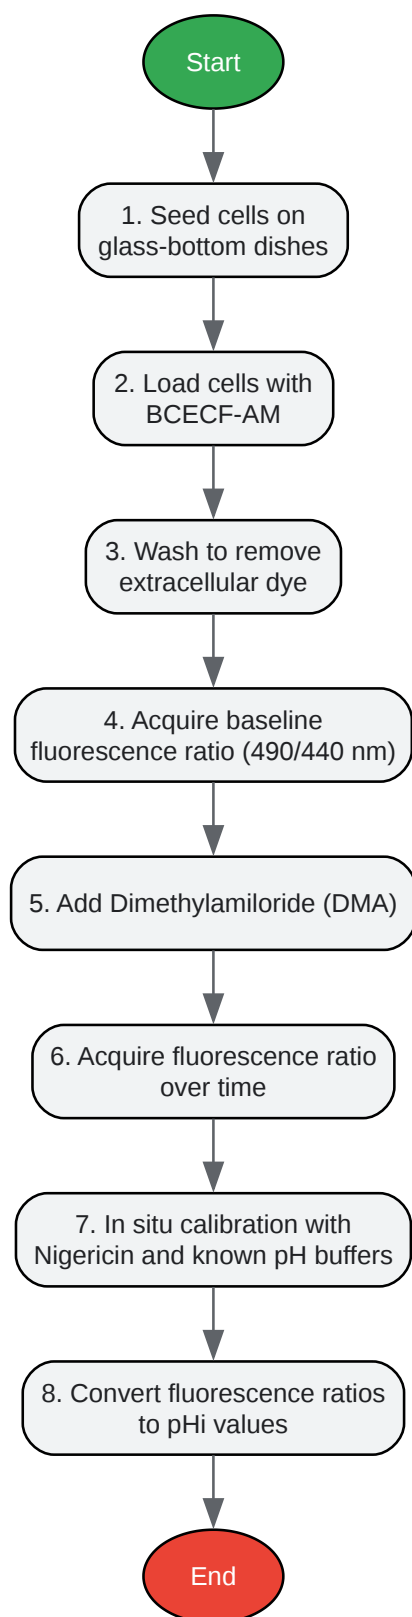 Start
1. Seed cells on
glass-bottom dishes
2. Load cells with
BCECF-AM
3. Wash to remove
extracellular dye
4. Acquire baseline
fluorescence ratio (490/440 nm)
5. Add Dimethylamiloride (DMA)
6. Acquire fluorescence ratio
over time
7. In situ calibration with
Nigericin and known pH buffers
8. Convert fluorescence ratios
to pHi values
End